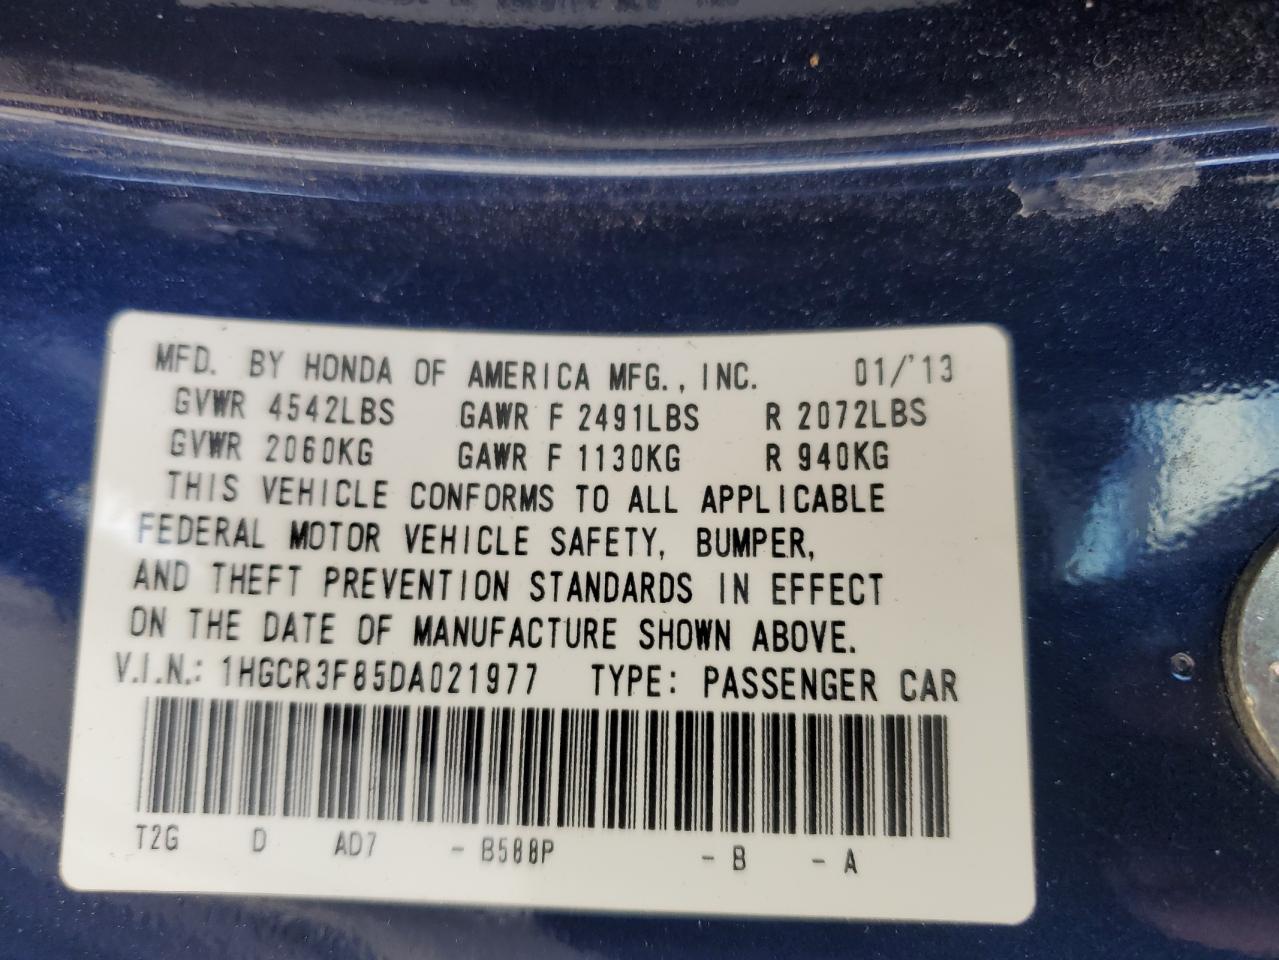 MFD. BY HONDA OF AMERICA MFG., INC. 01/'13
GVWR 4542LBS GAWR F 2491LBS R 2072LBS
GVWR 2060KG GAWR F 1130KG R 940KG
THIS VEHICLE CONFORMS TO ALL APPLICABLE
FEDERAL MOTOR VEHICLE SAFETY, BUMPER,
AND THEFT PREVENTION STANDARDS IN EFFECT
ON THE DATE OF MANUFACTURE SHOWN ABOVE.
V.I.N.: 1HGCR3F85DA021977 TYPE: PASSENGER CAR
T2G D AD7 - B588P - B - A